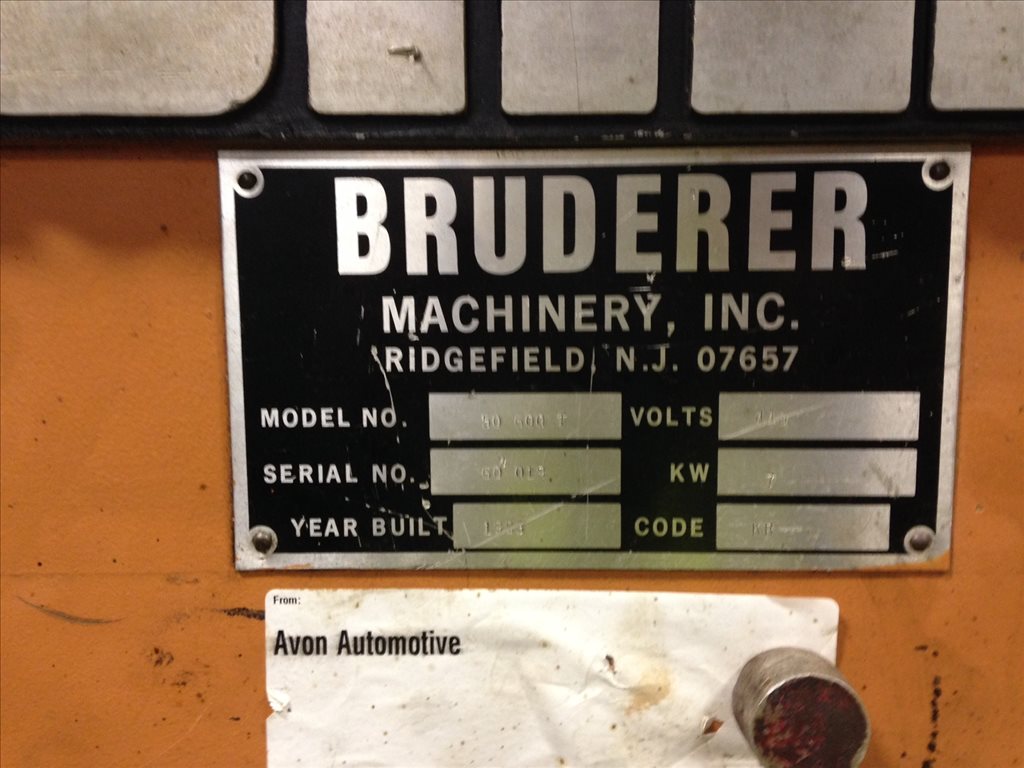 BRUDERER
MACHINERY, INC.
RIDGEFIELD, N.J. 07657
MODEL NO. VOLTS
SERIAL NO. KW 7
YEAR BUILT CODE
From:
Avon Automotive